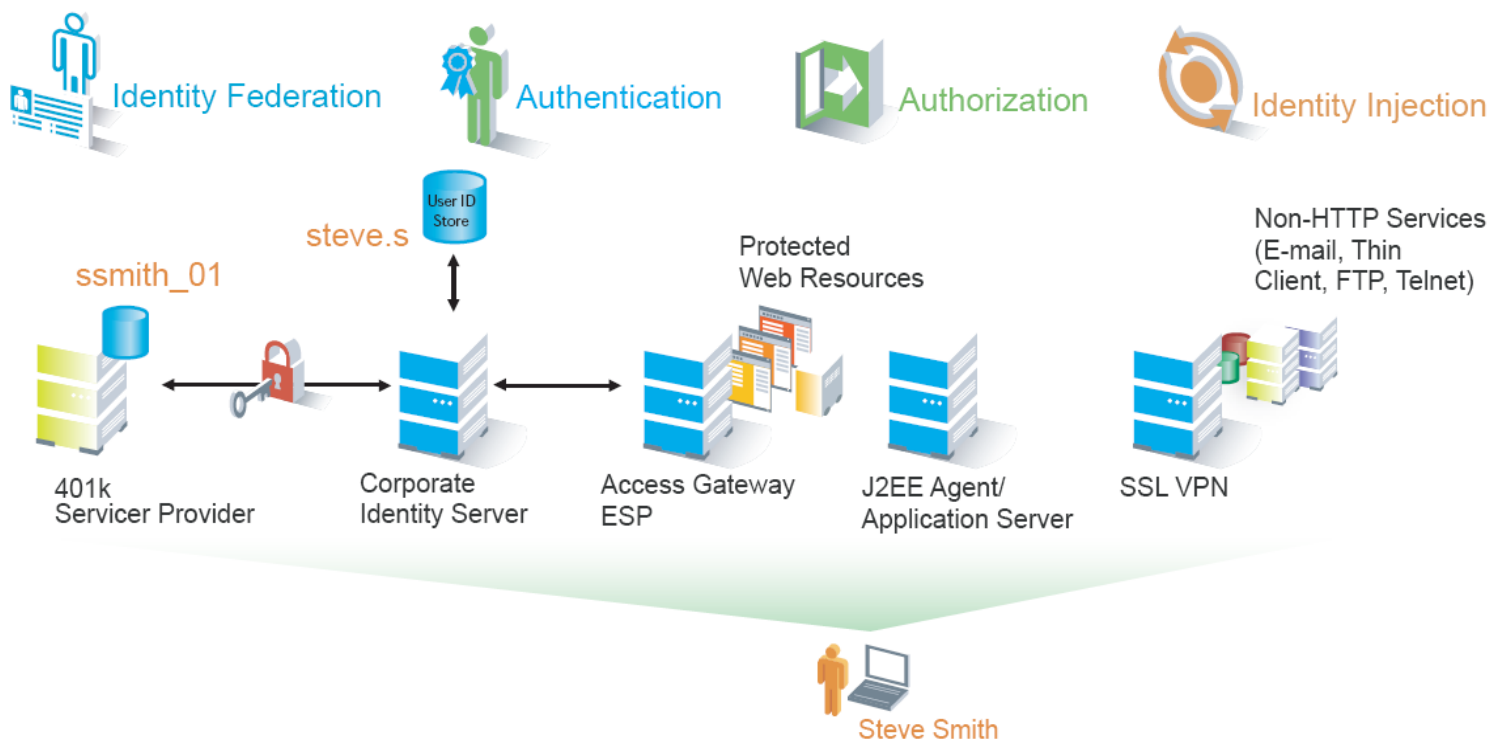 Identity Federation
Authentication
Authorization
Identity Injection
User ID
Store
steve.s
ssmith_01
Protected
Web Resources
Non-HTTP Services
(E-mail, Thin
Client, FTP, Telnet)
401k
Servicer Provider
Corporate
Identity Server
Access Gateway
ESP
J2EE Agent/
Application Server
SSL VPN
Steve Smith